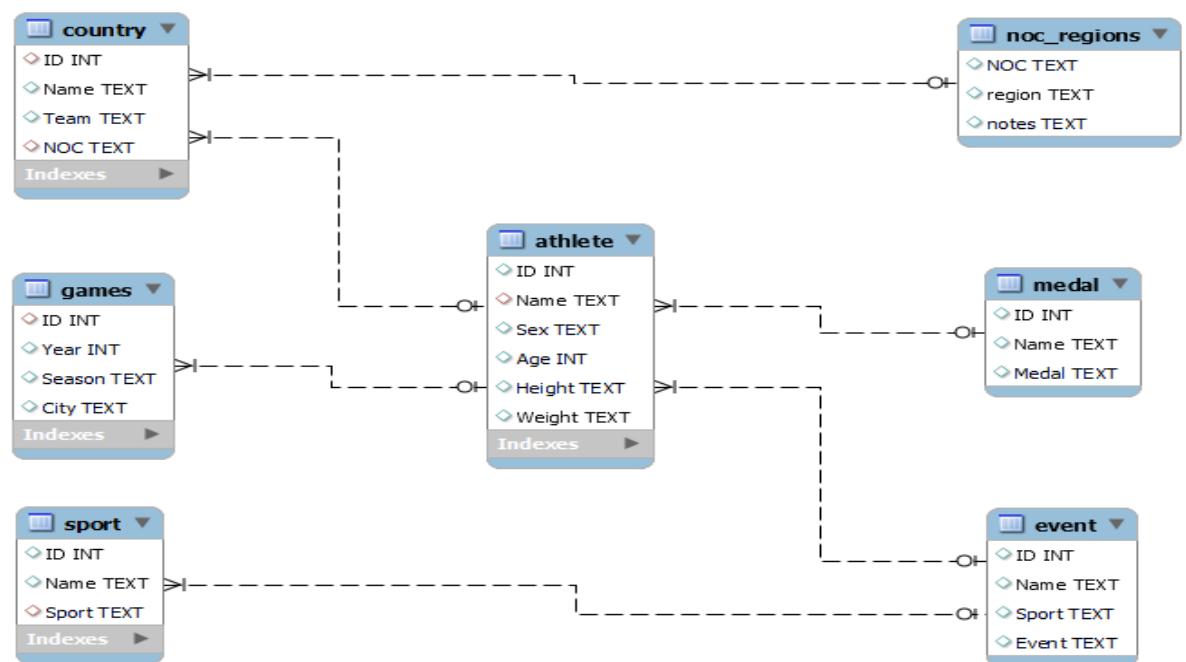 country
ID INT
Name TEXT
Team TEXT
NOC TEXT
Indexes
noc_regions
NOC TEXT
region TEXT
notes TEXT
athlete
ID INT
Name TEXT
Sex TEXT
Age INT
Height TEXT
Weight TEXT
Indexes
games
ID INT
Year INT
Season TEXT
City TEXT
Indexes
medal
ID INT
Name TEXT
Medal TEXT
sport
ID INT
Name TEXT
Sport TEXT
Indexes
event
ID INT
Name TEXT
Sport TEXT
Event TEXT